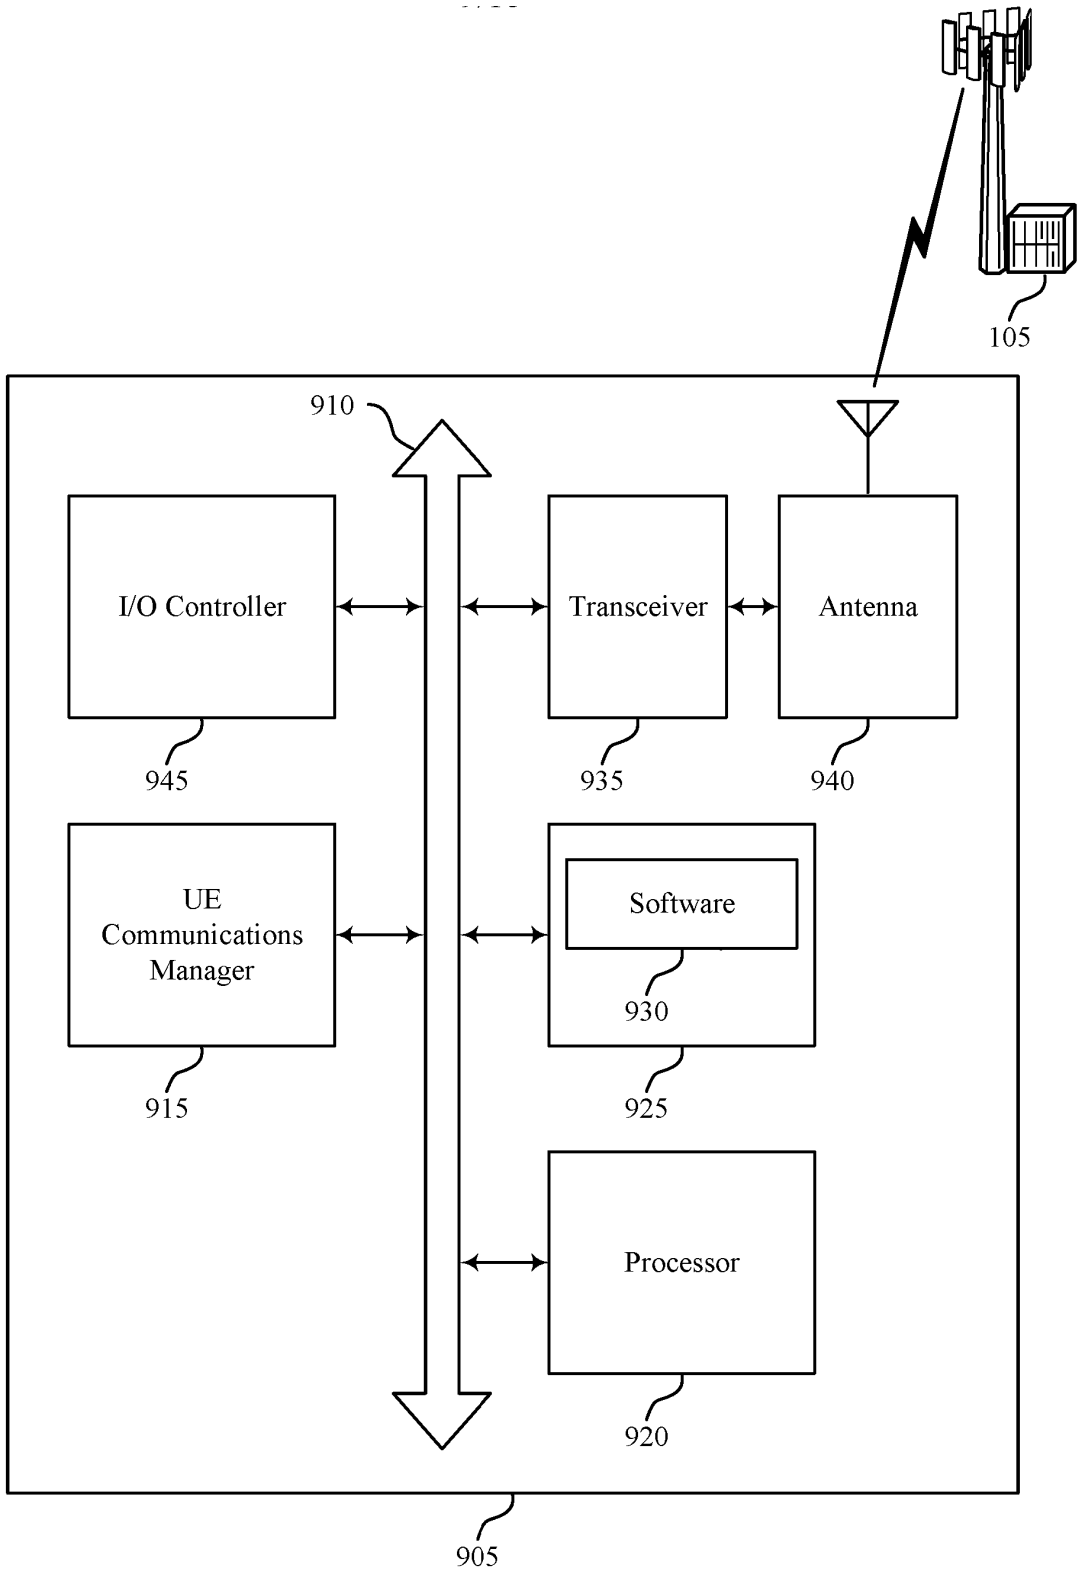 105
910
I/O Controller
Transceiver
Antenna
945
935
940
UE
Communications
Manager
Software
930
915
925
Processor
920
905